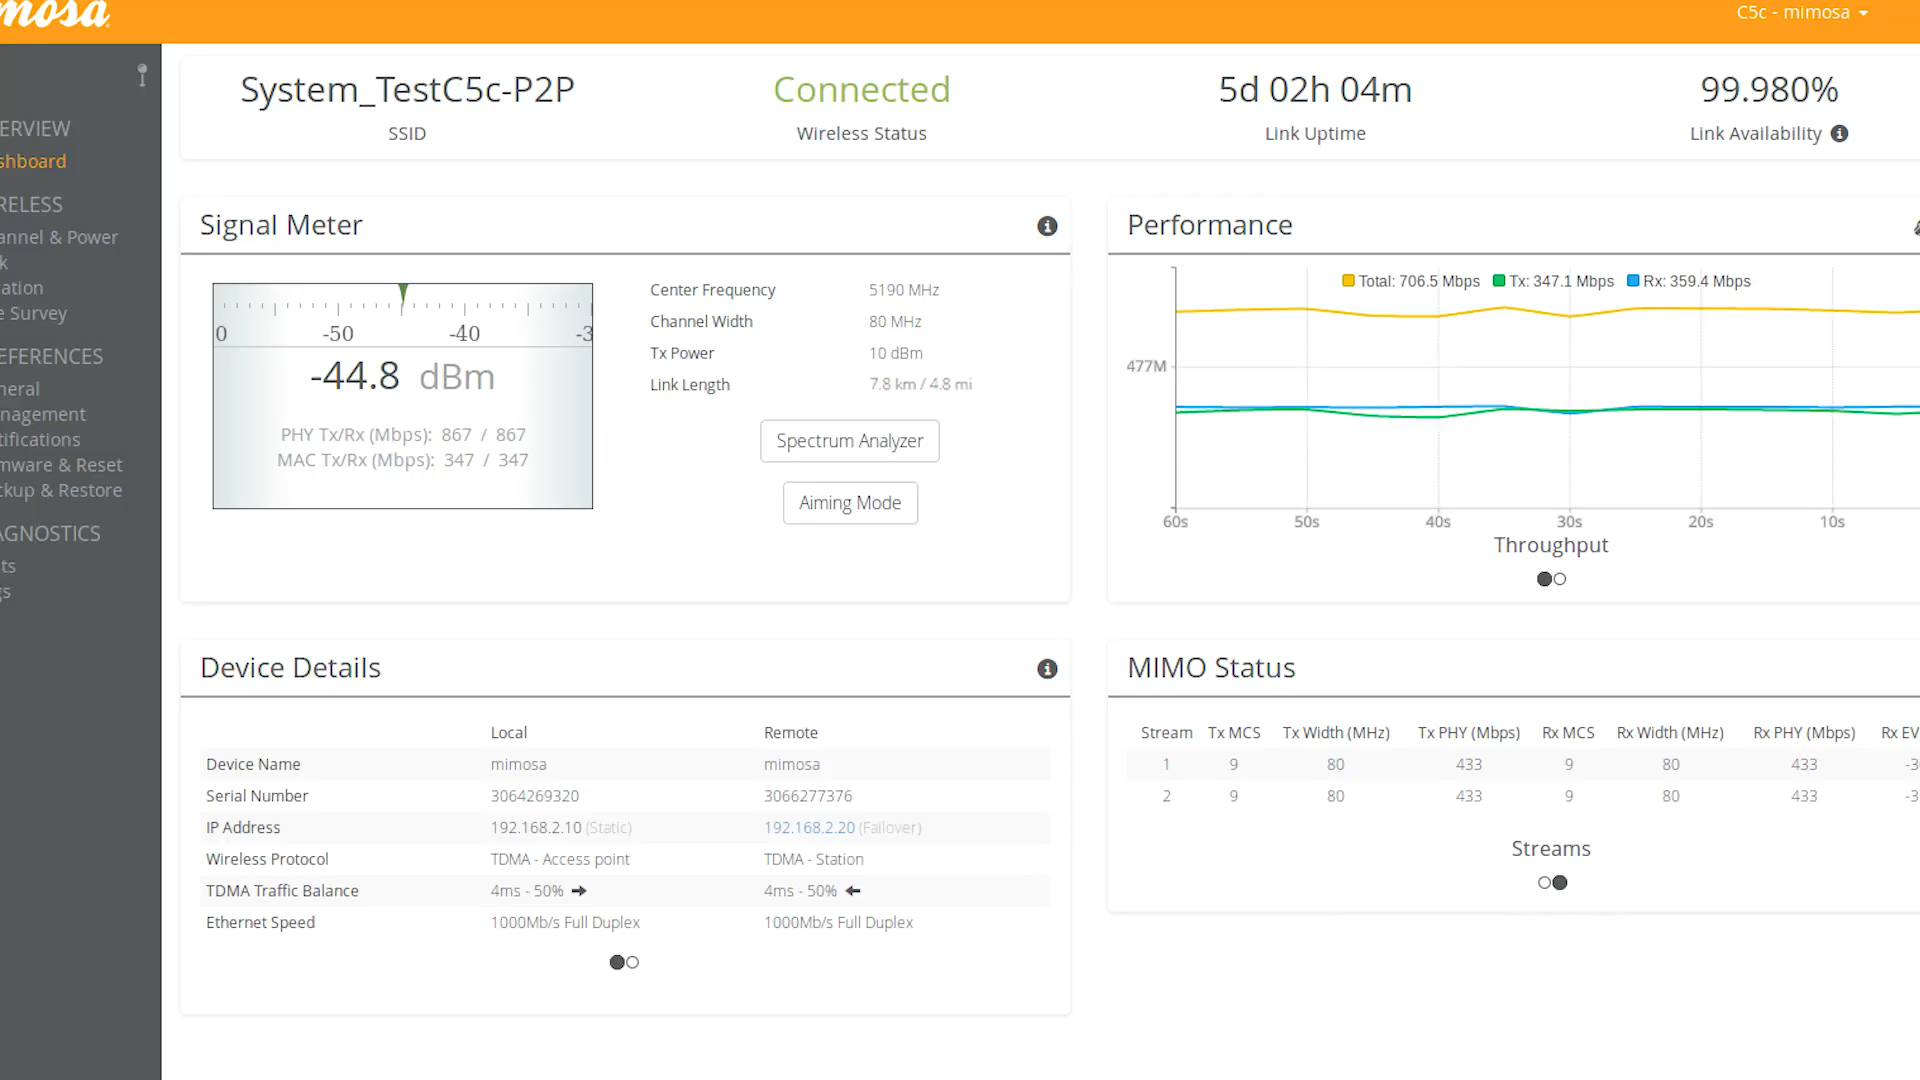 mosa
C5c - mimosa
System_TestC5c-P2P
SSID
Connected
Wireless Status
5d 02h 04m
Link Uptime
99.980%
Link Availability
ERVIEW
shboard
RELESS
annel & Power
k
ation
e Survey
EFERENCES
neral
nagement
tifications
mware & Reset
ckup & Restore
AGNOSTICS
ts
gs
Signal Meter
0 -50 -40 -3
-44.8 dBm
PHY Tx/Rx (Mbps): 867 / 867
MAC Tx/Rx (Mbps): 347 / 347
Center Frequency 5190 MHz
Channel Width 80 MHz
Tx Power 10 dBm
Link Length 7.8 km / 4.8 mi
Spectrum Analyzer
Aiming Mode
Performance
Total: 706.5 Mbps Tx: 347.1 Mbps Rx: 359.4 Mbps
477M
60s 50s 40s 30s 20s 10s
Throughput
Device Details
Local Remote
Device Name mimosa mimosa
Serial Number 3064269320 3066277376
IP Address 192.168.2.10 (Static) 192.168.2.20 (Failover)
Wireless Protocol TDMA - Access point TDMA - Station
TDMA Traffic Balance 4ms - 50% 4ms - 50%
Ethernet Speed 1000Mb/s Full Duplex 1000Mb/s Full Duplex
MIMO Status
Stream Tx MCS Tx Width (MHz) Tx PHY (Mbps) Rx MCS Rx Width (MHz) Rx PHY (Mbps) Rx EV
1 9 80 433 9 80 433 -3
2 9 80 433 9 80 433 -3
Streams